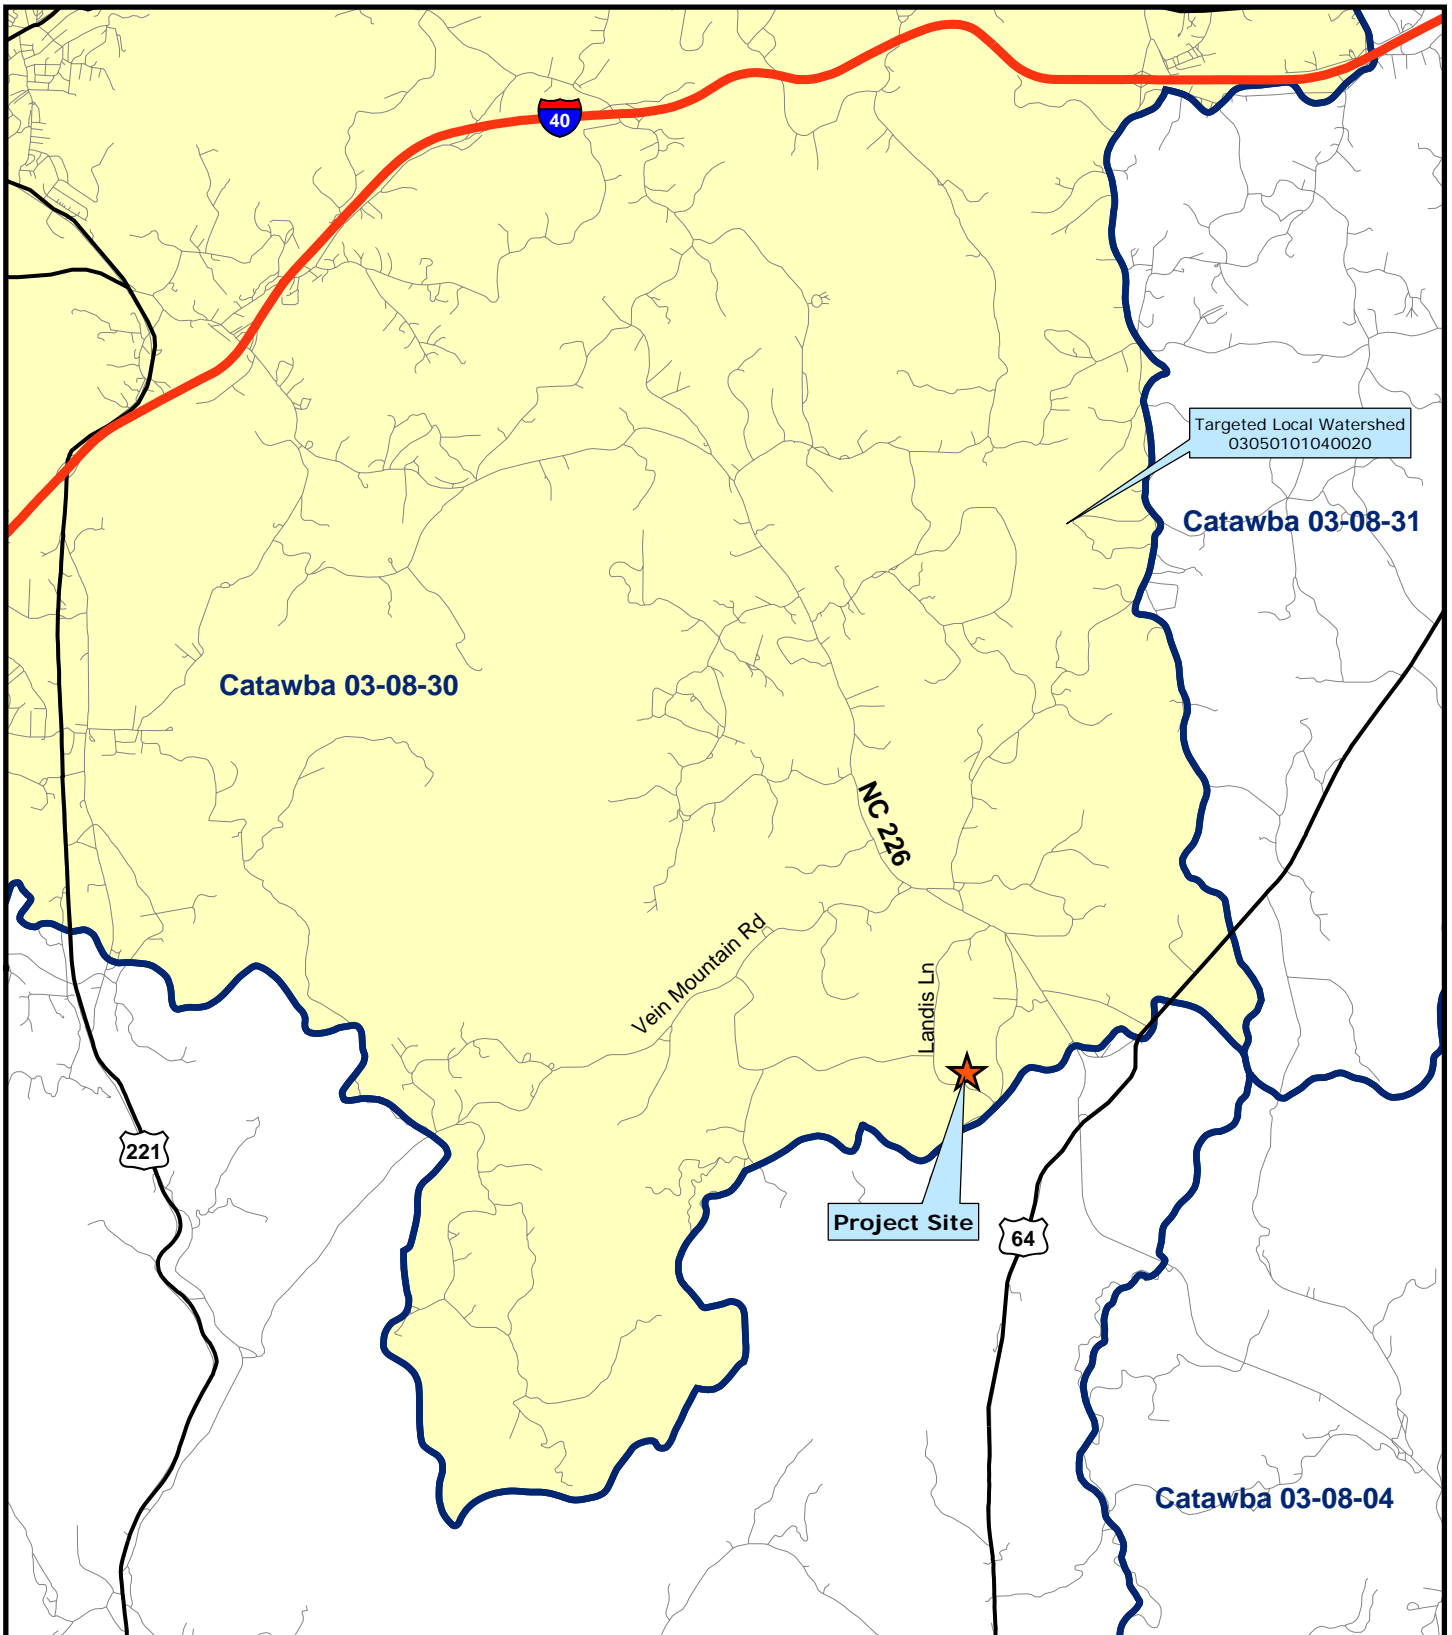 40
Targeted Local Watershed
03050101040020
Catawba 03-08-31
Catawba 03-08-30
NC 226
Vein Mountain Rd
Landis Ln
221
Project Site
64
Catawba 03-08-04